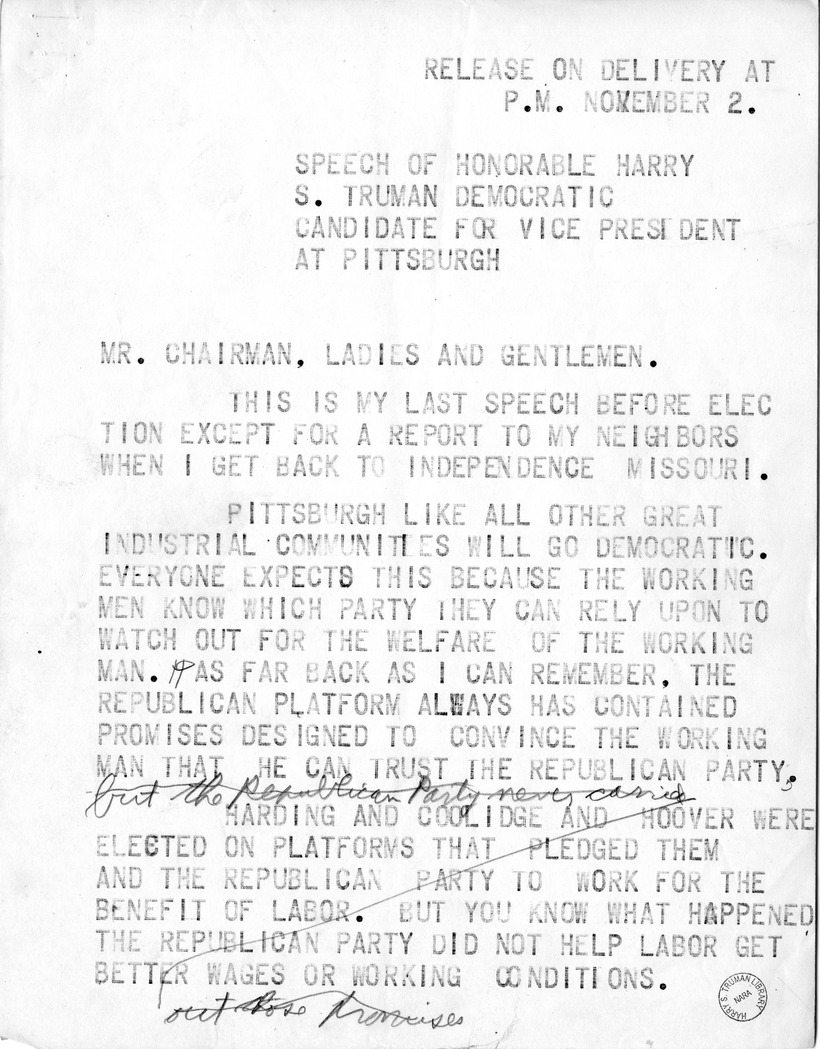 RELEASE ON DELIVERY AT
P.M. NOVEMBER 2.
SPEECH OF HONORABLE HARRY
S. TRUMAN DEMOCRATIC
CANDIDATE FOR VICE PRESIDENT
AT PITTSBURGH
MR. CHAIRMAN, LADIES AND GENTLEMEN.
THIS IS MY LAST SPEECH BEFORE ELEC
TION EXCEPT FOR A REPORT TO MY NEIGHBORS
WHEN I GET BACK TO INDEPENDENCE MISSOURI.
PITTSBURGH LIKE ALL OTHER GREAT
INDUSTRIAL COMMUNITIES WILL GO DEMOCRATIC.
EVERYONE EXPECTS THIS BECAUSE THE WORKING
MEN KNOW WHICH PARTY THEY CAN RELY UPON TO
WATCH OUT FOR THE WELFARE OF THE WORKING
MAN. ¶ AS FAR BACK AS I CAN REMEMBER, THE
REPUBLICAN PLATFORM ALWAYS HAS CONTAINED
PROMISES DESIGNED TO CONVINCE THE WORKING
MAN THAT HE CAN TRUST THE REPUBLICAN PARTY,
but the Republican Party never carried
HARDING AND COOLIDGE AND HOOVER WERE
ELECTED ON PLATFORMS THAT PLEDGED THEM
AND THE REPUBLICAN PARTY TO WORK FOR THE
BENEFIT OF LABOR. BUT YOU KNOW WHAT HAPPENED
THE REPUBLICAN PARTY DID NOT HELP LABOR GET
BETTER WAGES OR WORKING CONDITIONS.
out those promises
HARRY S. TRUMAN LIBRARY
NARA